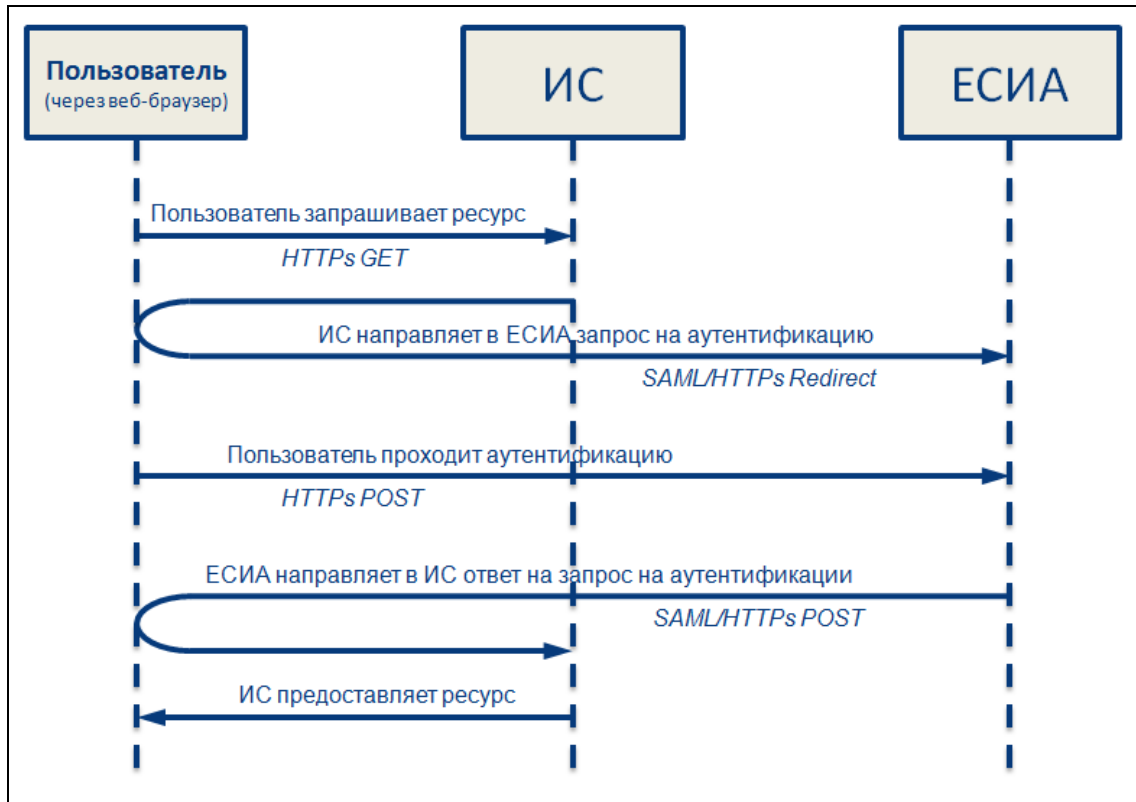 Пользователь
(через веб-браузер)
ИС
ЕСИА
Пользователь запрашивает ресурс
HTTPs GET
ИС направляет в ЕСИА запрос на аутентификацию
SAML/HTTPs Redirect
Пользователь проходит аутентификацию
HTTPs POST
ЕСИА направляет в ИС ответ на запрос на аутентификации
SAML/HTTPs POST
ИС предоставляет ресурс